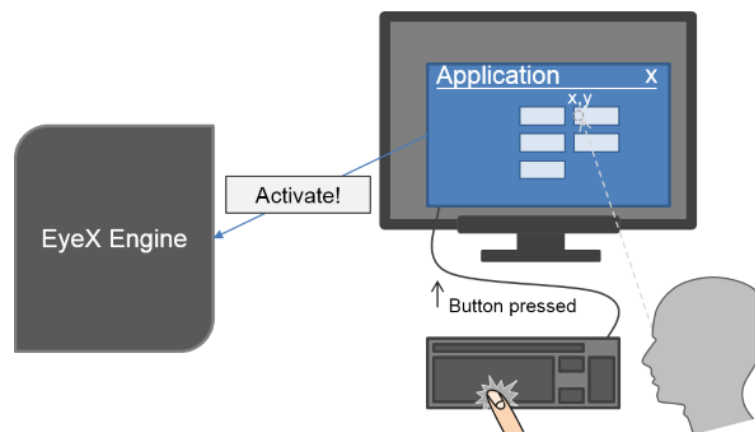 Application X
x,y
Activate!
EyeX Engine
Button pressed